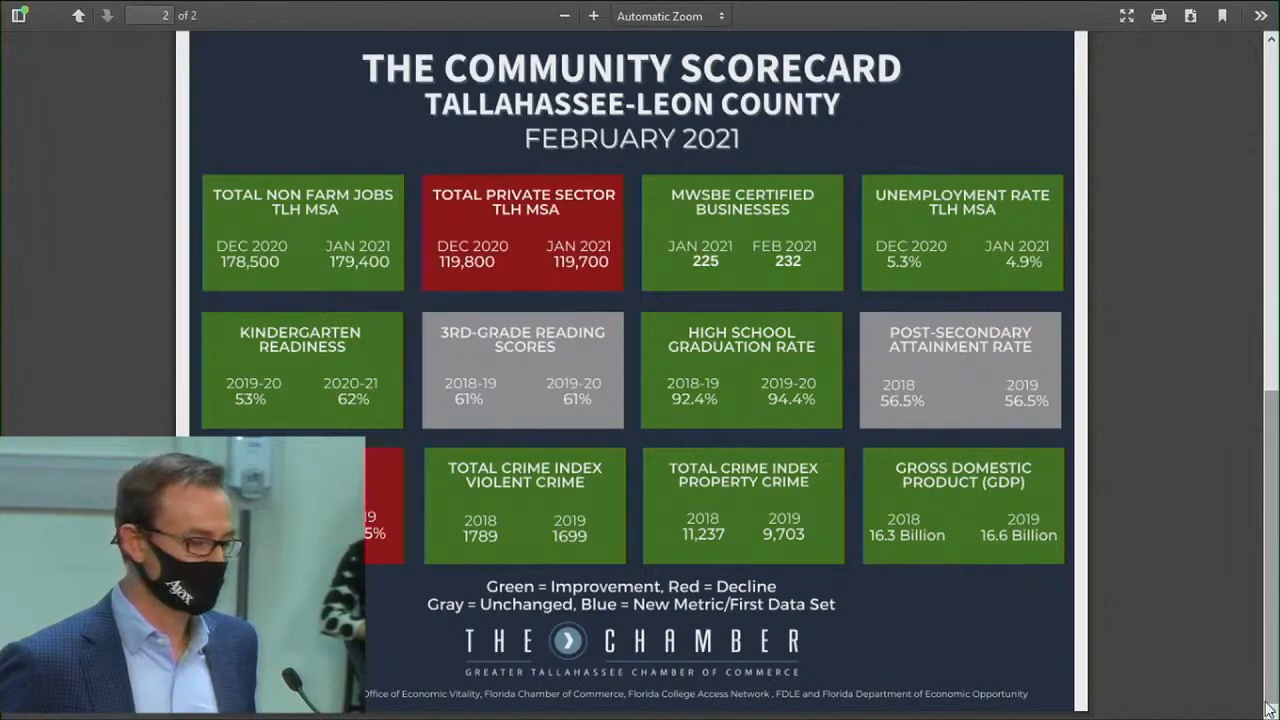 2 of 2
Automatic Zoom
THE COMMUNITY SCORECARD
TALLAHASSEE-LEON COUNTY
FEBRUARY 2021
TOTAL NON FARM JOBS
TLH MSA
DEC 2020 JAN 2021
178,500 179,400
TOTAL PRIVATE SECTOR
TLH MSA
DEC 2020 JAN 2021
119,800 119,700
MWSBE CERTIFIED
BUSINESSES
JAN 2021 FEB 2021
225 232
UNEMPLOYMENT RATE
TLH MSA
DEC 2020 JAN 2021
5.3% 4.9%
KINDERGARTEN
READINESS
2019-20 2020-21
53% 62%
3RD-GRADE READING
SCORES
2018-19 2019-20
61% 61%
HIGH SCHOOL
GRADUATION RATE
2018-19 2019-20
92.4% 94.4%
POST-SECONDARY
ATTAINMENT RATE
2018 2019
56.5% 56.5%
9
5%
TOTAL CRIME INDEX
VIOLENT CRIME
2018 2019
1789 1699
TOTAL CRIME INDEX
PROPERTY CRIME
2018 2019
11,237 9,703
GROSS DOMESTIC
PRODUCT (GDP)
2018 2019
16.3 Billion 16.6 Billion
Green = Improvement, Red = Decline
Gray = Unchanged, Blue = New Metric/First Data Set
THE CHAMBER
GREATER TALLAHASSEE CHAMBER OF COMMERCE
Office of Economic Vitality, Florida Chamber of Commerce, Florida College Access Network , FDLE and Florida Department of Economic Opportunity
Ajax